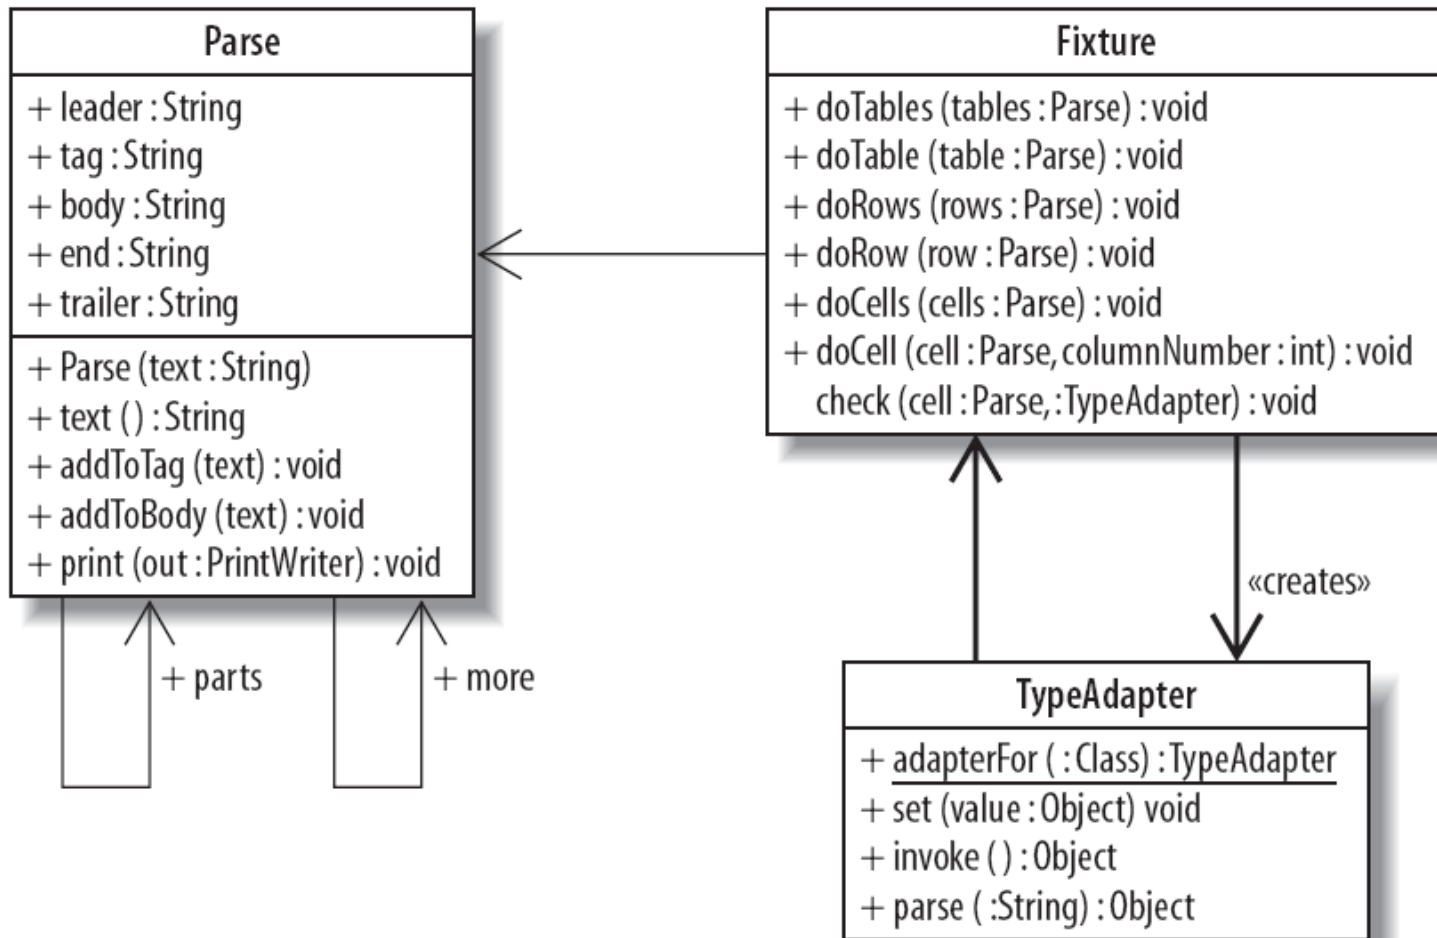 Parse
+ leader : String
+ tag : String
+ body : String
+ end : String
+ trailer : String
+ Parse (text : String)
+ text ( ) : String
+ addToTag (text) : void
+ addToBody (text) : void
+ print (out : PrintWriter) : void
+ parts
+ more
Fixture
+ doTables (tables : Parse) : void
+ doTable (table : Parse) : void
+ doRows (rows : Parse) : void
+ doRow (row : Parse) : void
+ doCells (cells : Parse) : void
+ doCell (cell : Parse, columnNumber : int) : void
check (cell : Parse, : TypeAdapter) : void
«creates»
TypeAdapter
+ adapterFor ( : Class) : TypeAdapter
+ set (value : Object) void
+ invoke ( ) : Object
+ parse ( : String) : Object